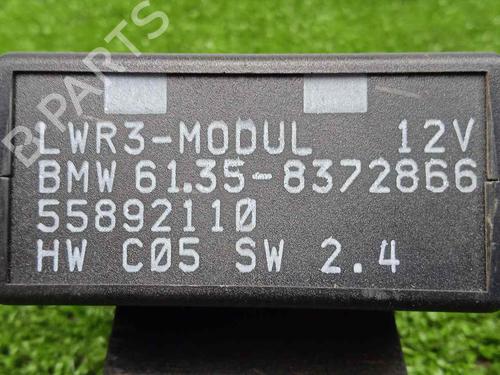 B-PARTS
LWR3-MODUL 12V
BMW 61.35-8372866
55892110
HW C05 SW 2.4